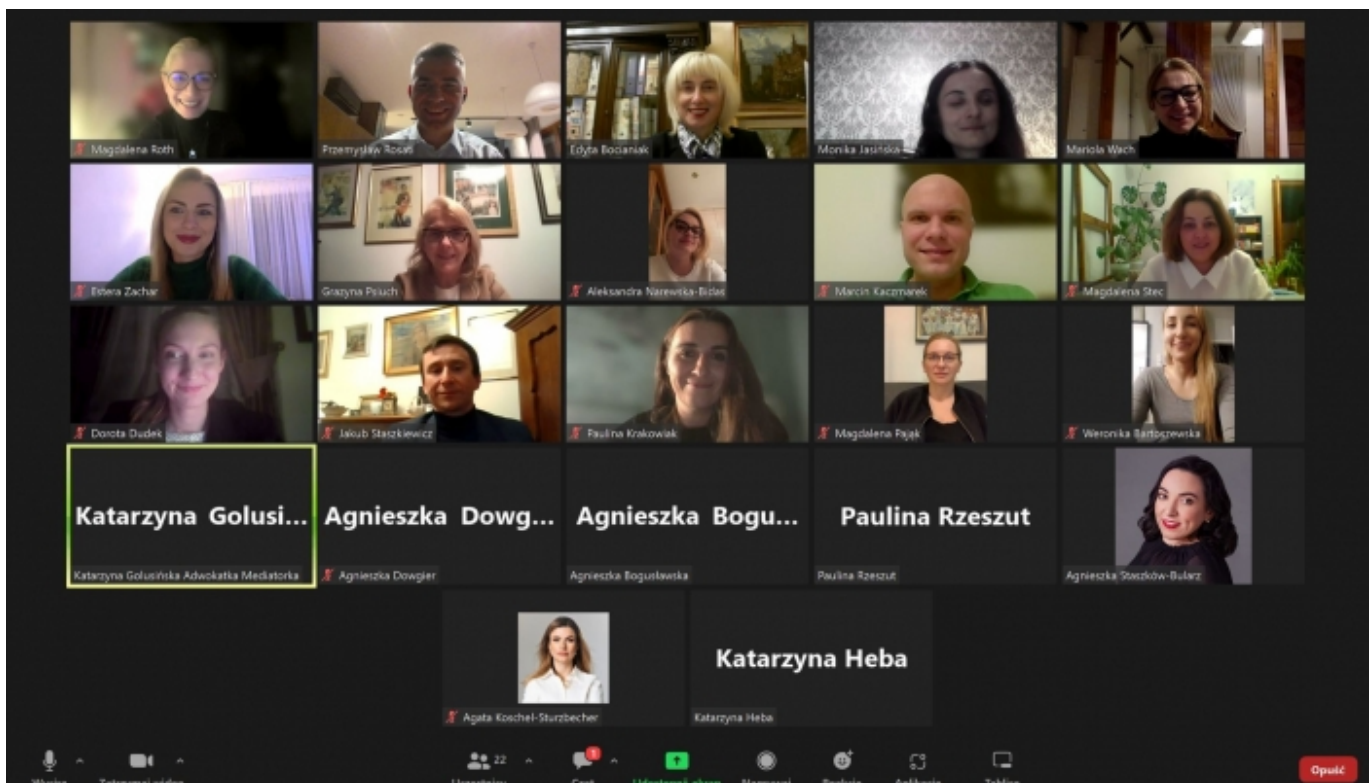 Magdalena Roth
Przemysław Rosati
Edyta Bocianiak
Monika Jasińska
Mariola Wach
Estera Zachar
Grażyna Psiuch
Aleksandra Narewska-Bidas
Marcin Kaczmarek
Magdalena Stec
Dorota Dudek
Jakub Staszkiewicz
Paulina Krakowiak
Magdalena Pająk
Weronika Bartoszewska
Katarzyna Golusi...
Agnieszka Dowg...
Agnieszka Bogu...
Paulina Rzeszut
Katarzyna Golusińska Adwokatka Mediatorka
Agnieszka Dowgier
Agnieszka Bogusławska
Paulina Rzeszut
Agnieszka Staszków-Bularz
Katarzyna Heba
Agata Koschel-Sturzbecher
Katarzyna Heba
22
1
Opuść